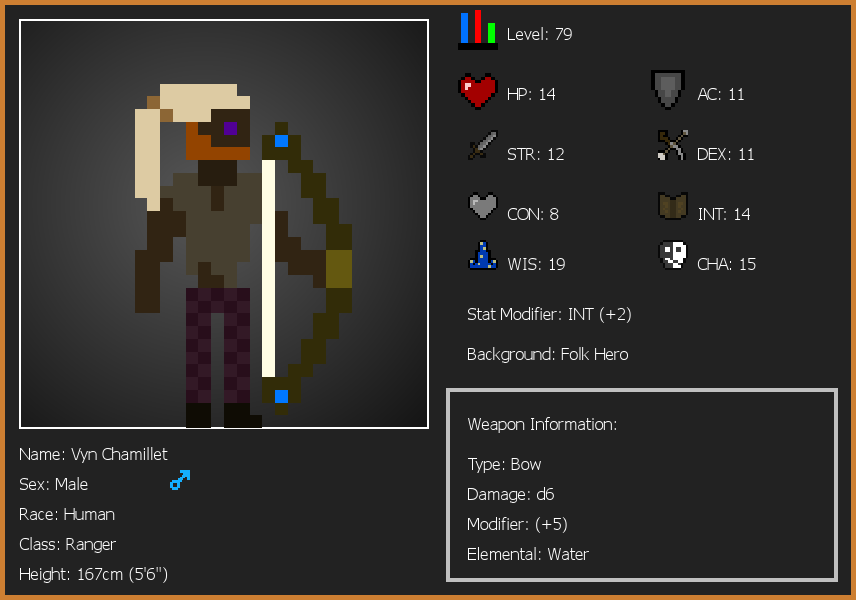 Level: 79
HP: 14
AC: 11
STR: 12
DEX: 11
CON: 8
INT: 14
WIS: 19
CHA: 15
Stat Modifier: INT (+2)
Background: Folk Hero
Weapon Information:
Type: Bow
Damage: d6
Modifier: (+5)
Elemental: Water
Name: Vyn Chamillet
Sex: Male
Race: Human
Class: Ranger
Height: 167cm (5'6")